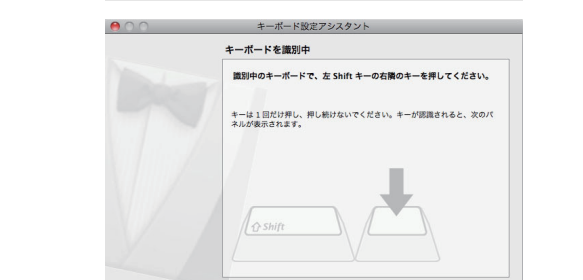 キーボード設定アシスタント
キーボードを識別中
識別中のキーボードで、左 Shift キーの右隣のキーを押してください。
キーは 1 回だけ押し、押し続けないでください。キーが認識されると、次のパ
ネルが表示されます。
⇧ Shift